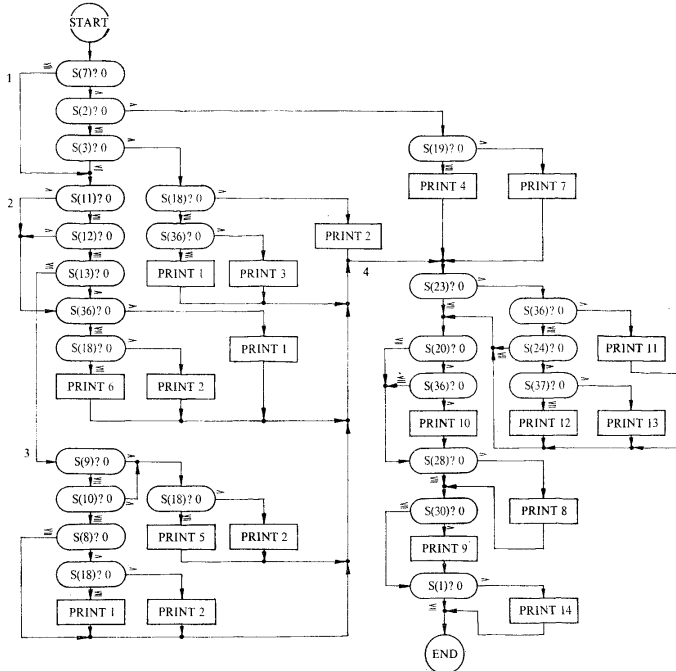 START
1
S(7)? 0
S(2)? 0
S(3)? 0
S(19)? 0
PRINT 4
PRINT 7
2
S(11)? 0
S(18)? 0
S(12)? 0
S(36)? 0
PRINT 2
4
S(13)? 0
PRINT 1
PRINT 3
S(23)? 0
S(36)? 0
PRINT 1
S(36)? 0
S(18)? 0
S(20)? 0
S(24)? 0
PRINT 11
PRINT 6
PRINT 2
S(36)? 0
S(37)? 0
PRINT 10
PRINT 12
PRINT 13
3
S(9)? 0
S(28)? 0
S(10)? 0
S(18)? 0
S(30)? 0
PRINT 8
S(8)? 0
PRINT 5
PRINT 2
PRINT 9
S(18)? 0
S(1)? 0
PRINT 1
PRINT 2
PRINT 14
END